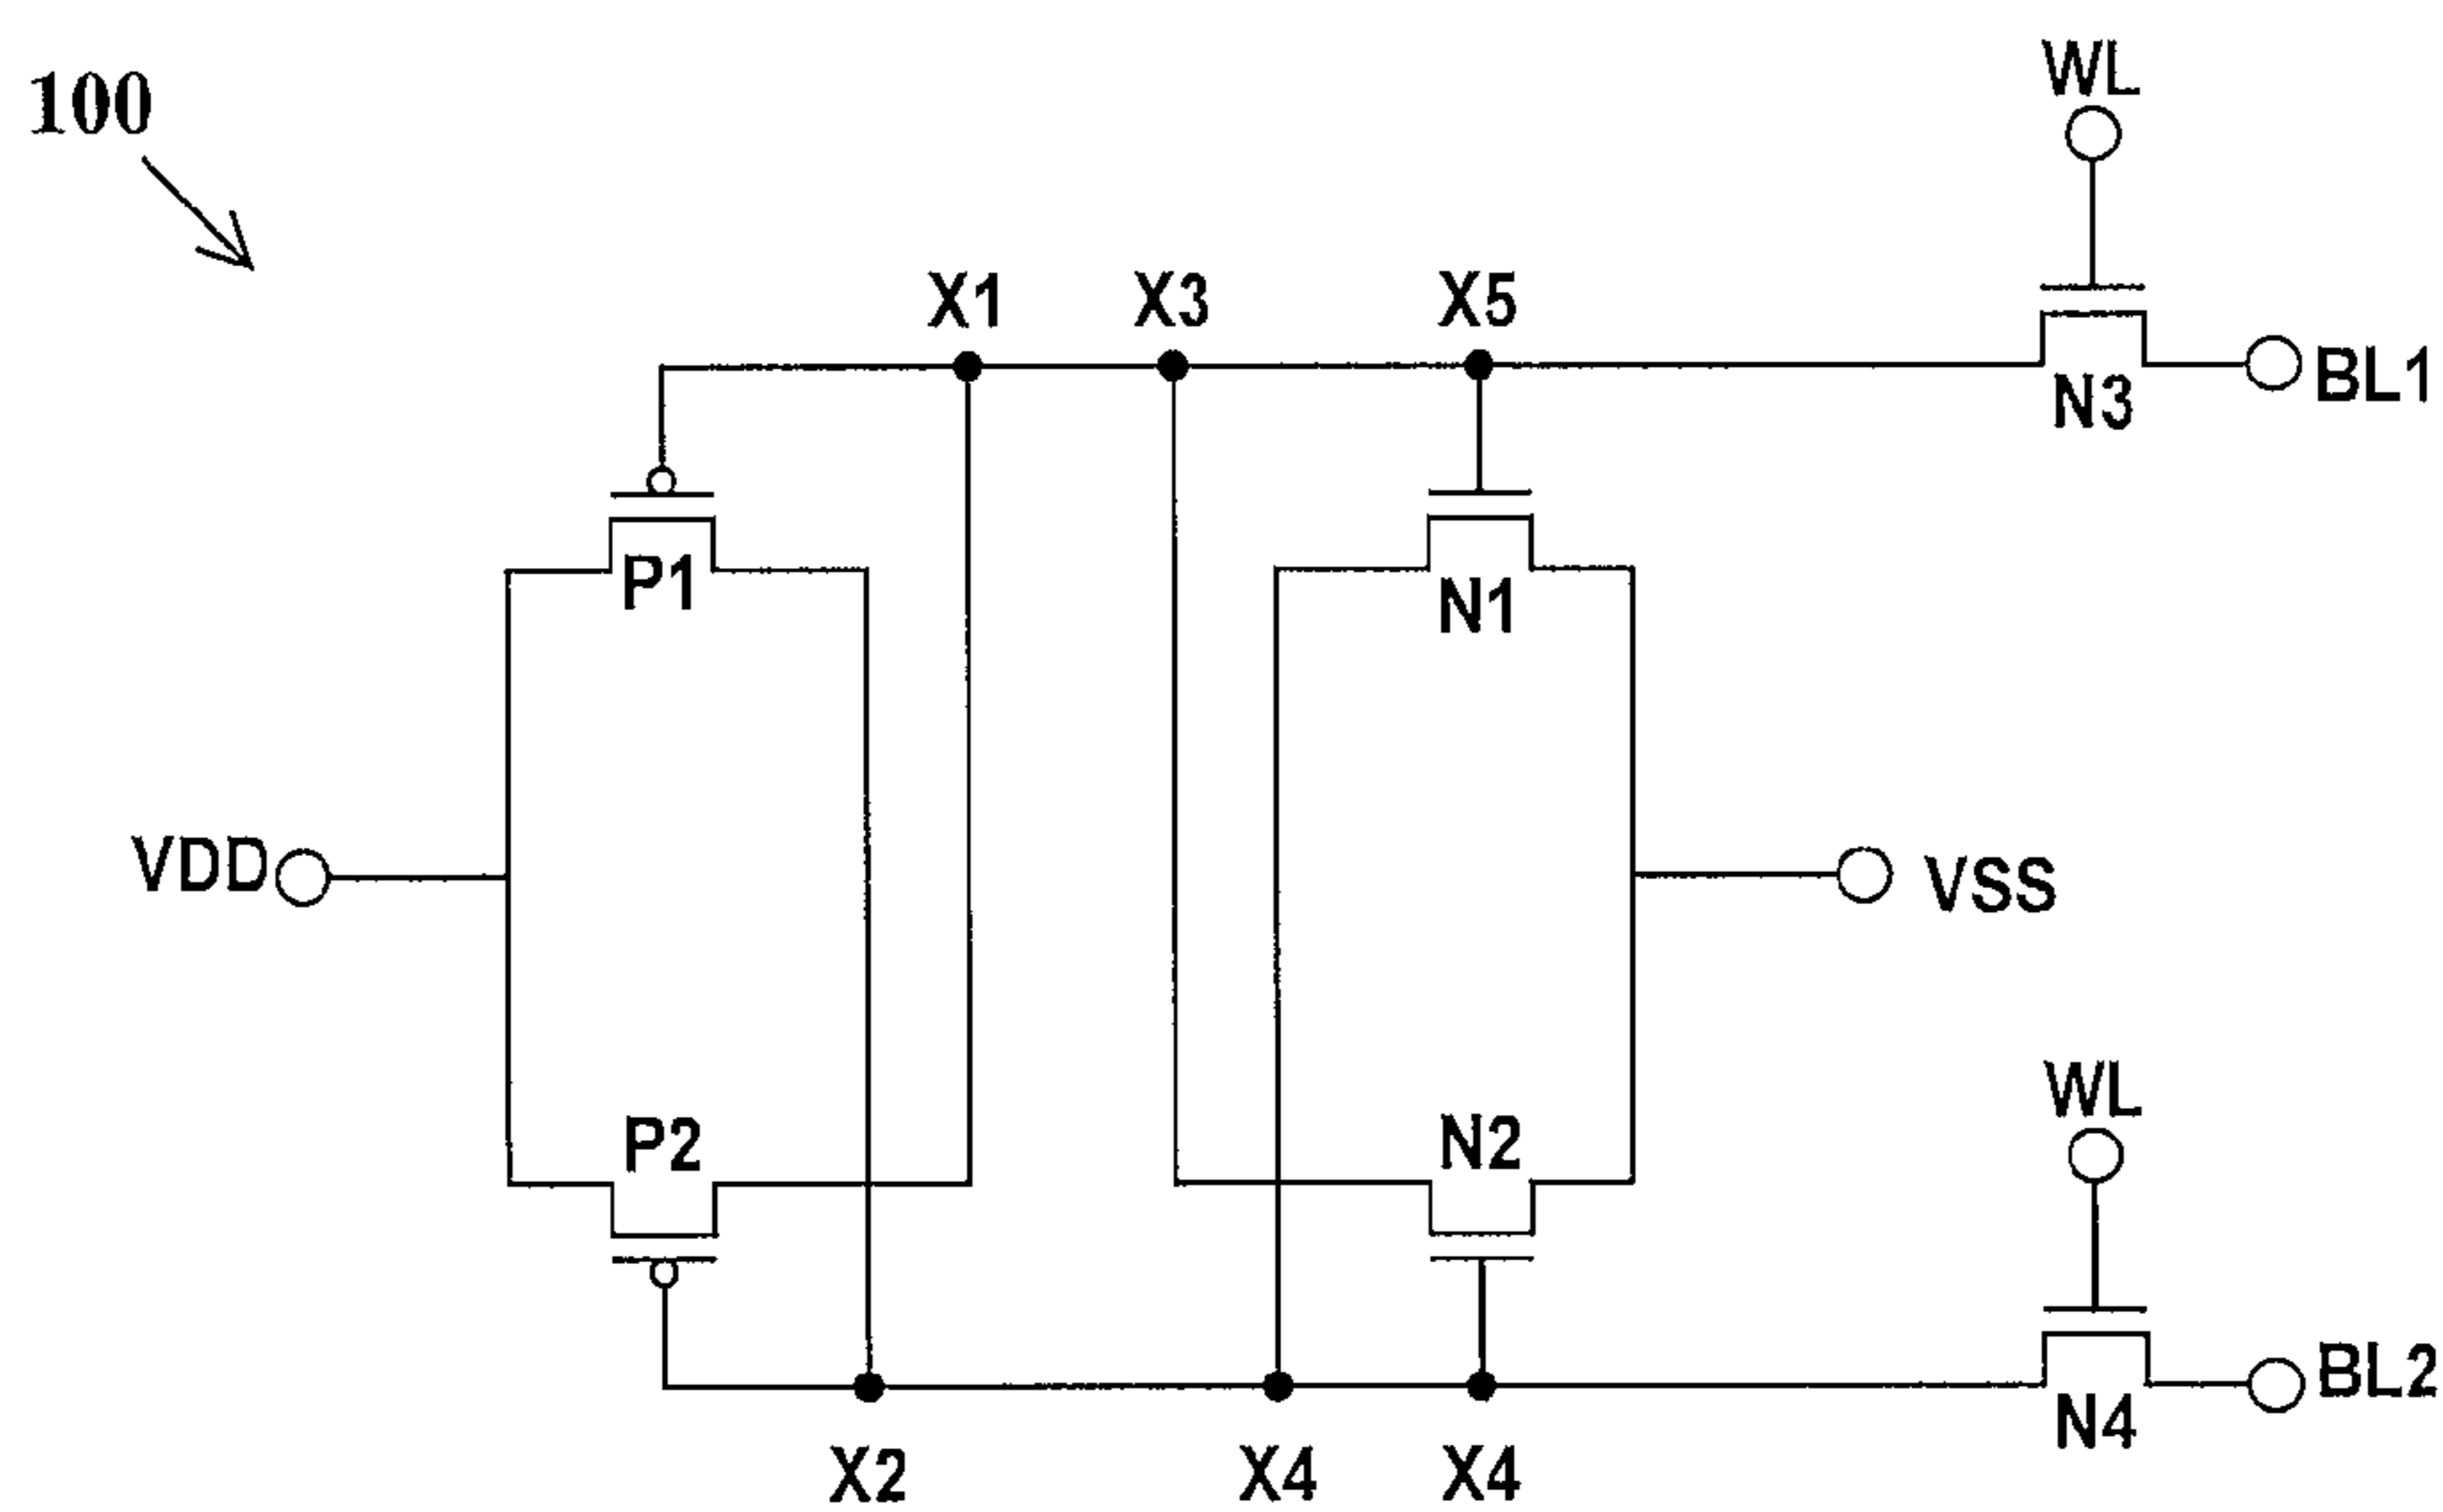 100
WL
X1 X3 X5
BL1
N3
P1
N1
VDD
VSS
WL
P2
N2
BL2
N4
X2 X4 X4